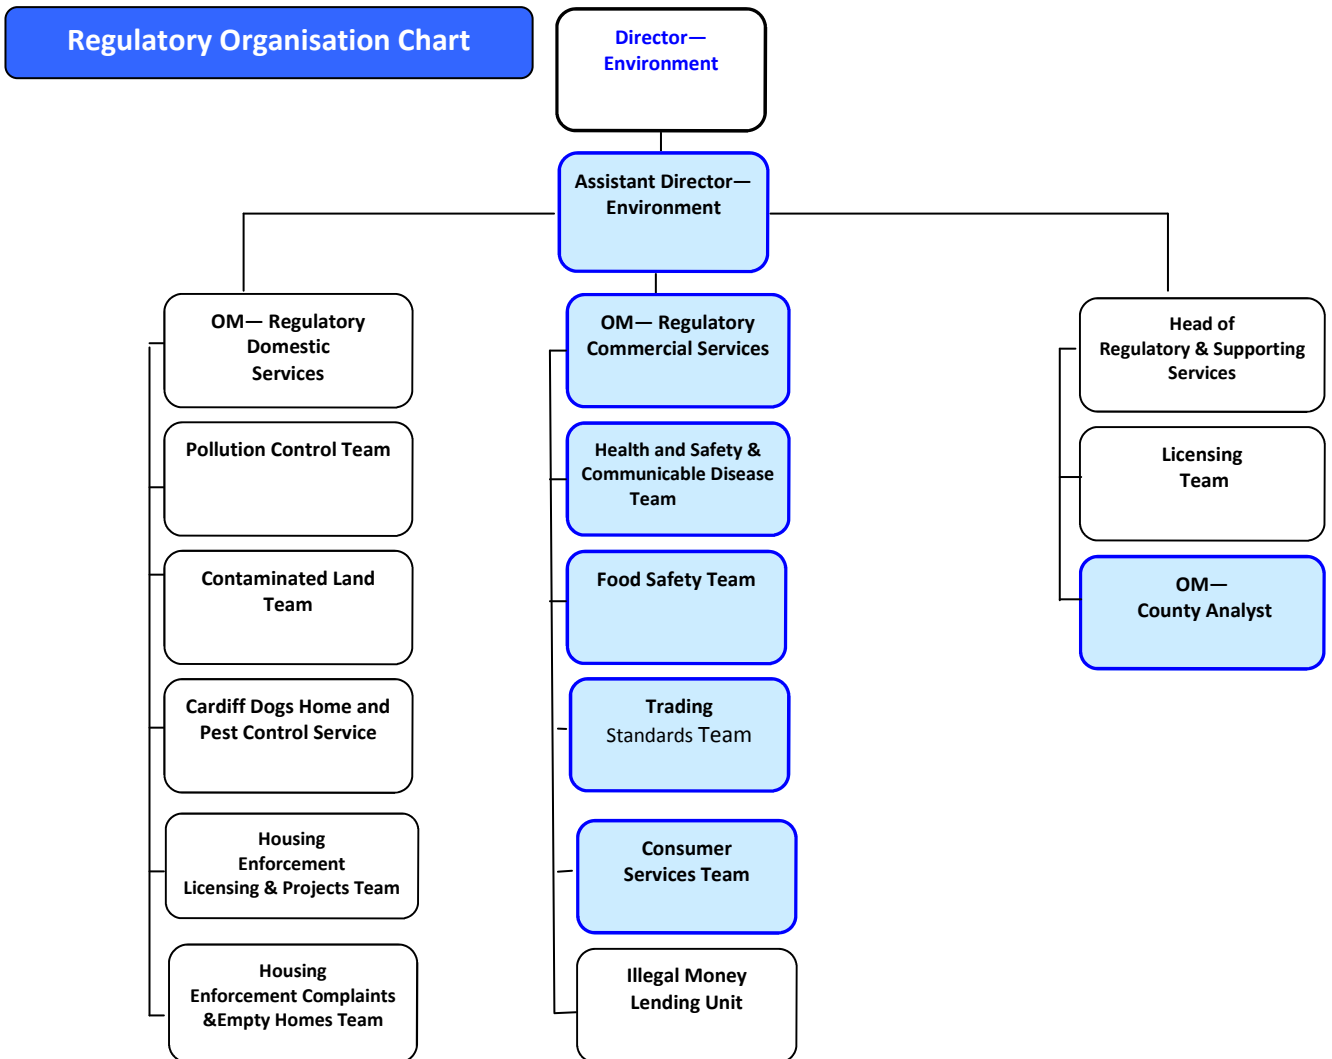 Regulatory Organisation Chart
Director—
Environment
Assistant Director—
Environment
OM— Regulatory
Domestic
Services
Pollution Control Team
Contaminated Land
Team
Cardiff Dogs Home and
Pest Control Service
Housing
Enforcement
Licensing & Projects Team
Housing
Enforcement Complaints
&Empty Homes Team
OM— Regulatory
Commercial Services
Health and Safety &
Communicable Disease
Team
Food Safety Team
Trading
Standards Team
Consumer
Services Team
Illegal Money
Lending Unit
Head of
Regulatory & Supporting
Services
Licensing
Team
OM—
County Analyst